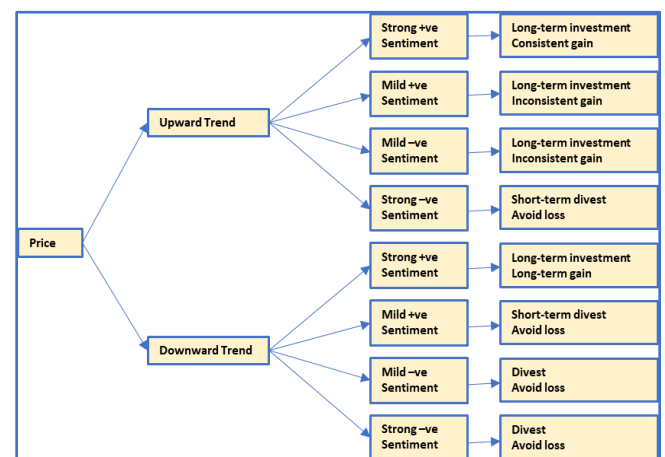 Strong +ve
Sentiment
Long-term investment
Consistent gain
Mild +ve
Sentiment
Long-term investment
Inconsistent gain
Upward Trend
Mild –ve
Sentiment
Long-term investment
Inconsistent gain
Strong –ve
Sentiment
Short-term divest
Avoid loss
Price
Strong +ve
Sentiment
Long-term investment
Long-term gain
Mild +ve
Sentiment
Short-term divest
Avoid loss
Downward Trend
Mild –ve
Sentiment
Divest
Avoid loss
Strong –ve
Sentiment
Divest
Avoid loss